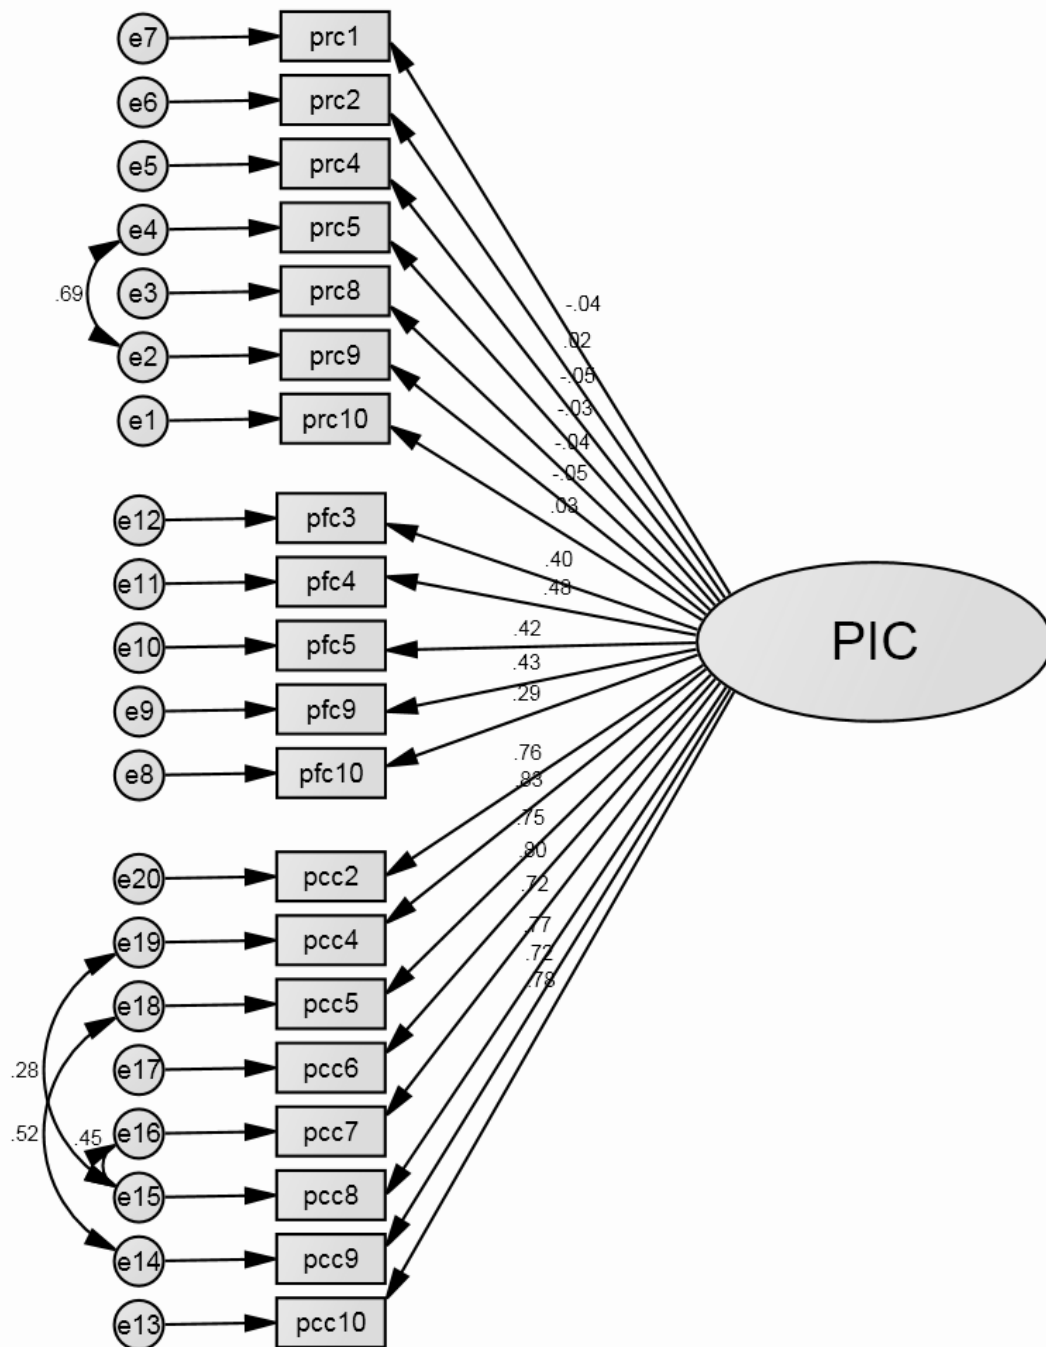 e7 prc1
e6 prc2
e5 prc4
e4 prc5
.69
e3 prc8
e2 prc9
e1 prc10
-.04
.02
-.05
-.03
-.04
-.05
.03
e12 pfc3
e11 pfc4
e10 pfc5
e9 pfc9
e8 pfc10
.40
.48
.42
.43
.29
PIC
.76
.83
.75
.80
.72
.77
.72
.78
e20 pcc2
e19 pcc4
e18 pcc5
e17 pcc6
e16 pcc7
e15 pcc8
e14 pcc9
e13 pcc10
.28
.52
.45